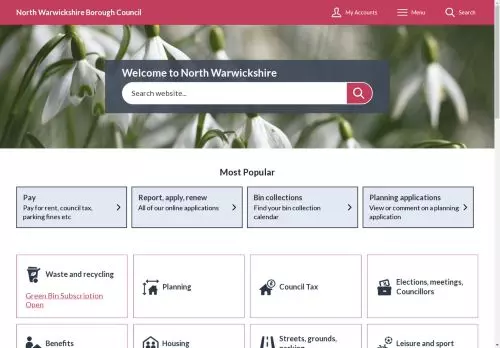 North Warwickshire Borough Council
My Accounts
Menu
Search
Welcome to North Warwickshire
Search website...
Most Popular
Pay
Pay for rent, council tax,
parking fines etc
Report, apply, renew
All of our online applications
Bin collections
Find your bin collection
calendar
Planning applications
View or comment on a planning
application
Waste and recycling
Green Bin Subscription
Open
Planning
Council Tax
Elections, meetings,
Councillors
Benefits
Housing
Streets, grounds,
parking
Leisure and sport